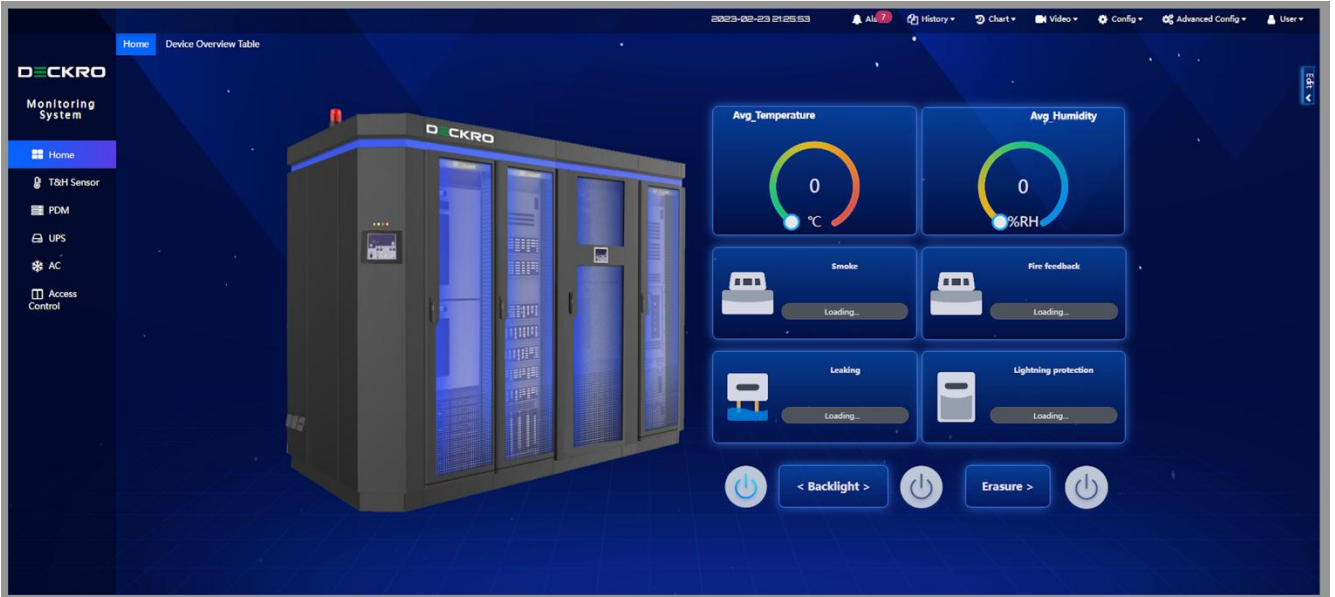 2023-02-23 21:25:53
7
History
Chart
Video
Config
Advanced Config
User
Home
Device Overview Table
Edit
DECKRO
Monitoring
System
Home
T&H Sensor
PDM
UPS
AC
Access
Control
DECKRO
Avg_Temperature
0
℃
Avg_Humidity
0
%RH
Smoke
Loading...
Fire feedback
Loading...
Leaking
Loading...
Lightning protection
Loading...
< Backlight >
Erasure >